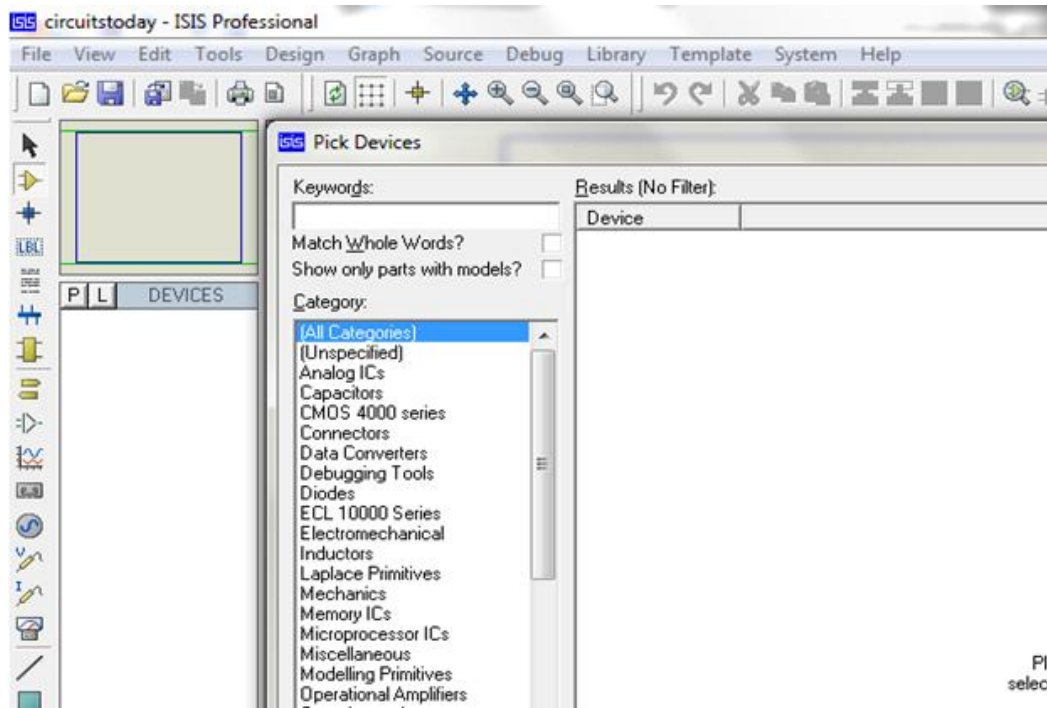 ISIS circuitstoday - ISIS Professional
File View Edit Tools Design Graph Source Debug Library Template System Help
ISIS Pick Devices
Keywords:
Results (No Filter):
Device
Match Whole Words?
Show only parts with models?
Category:
P L DEVICES
LBL
(All Categories)
(Unspecified)
Analog ICs
Capacitors
CMOS 4000 series
Connectors
Data Converters
Debugging Tools
Diodes
ECL 10000 Series
Electromechanical
Inductors
Laplace Primitives
Mechanics
Memory ICs
Microprocessor ICs
Miscellaneous
Modelling Primitives
Operational Amplifiers
V
I
Pl
selec